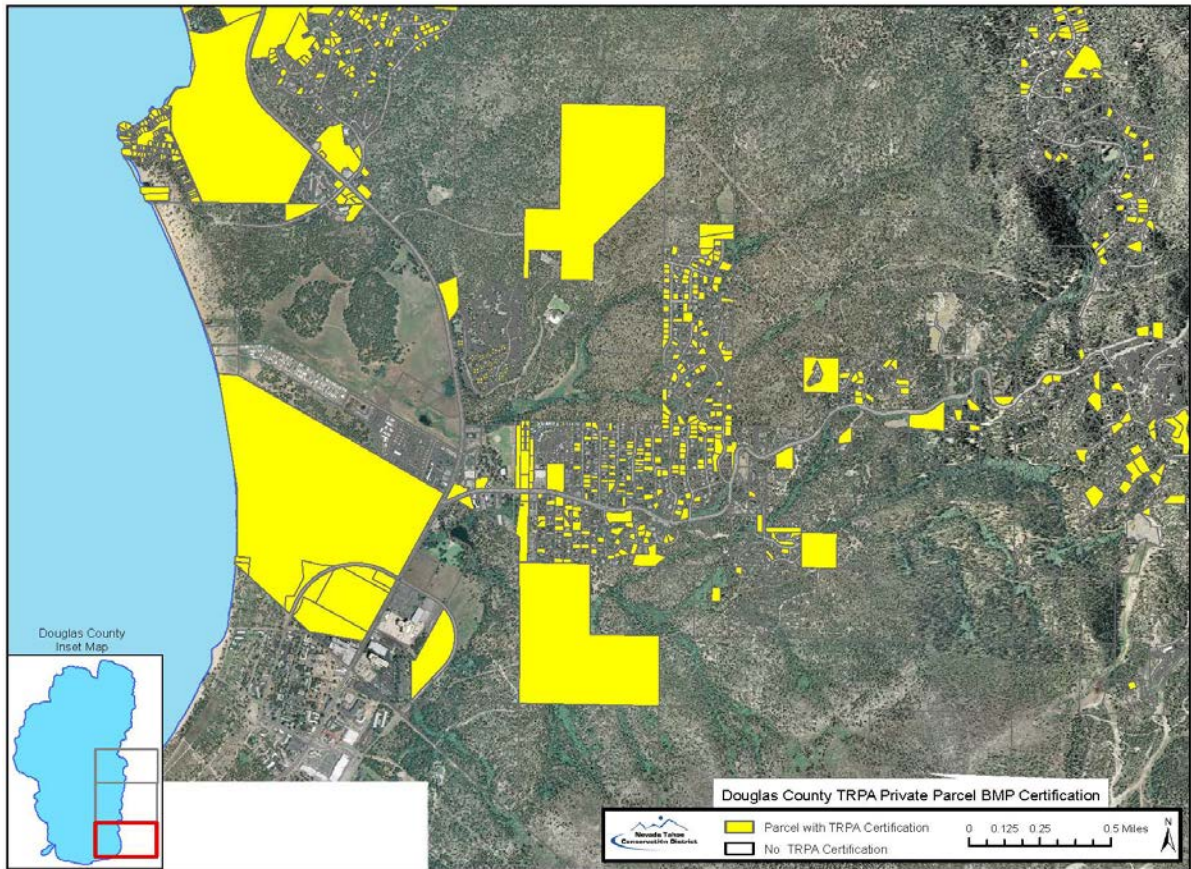 Douglas County
Inset Map
Douglas County TRPA Private Parcel BMP Certification
Nevada Tahoe
Conservation District
Parcel with TRPA Certification
No TRPA Certification
0 0.125 0.25 0.5 Miles
N